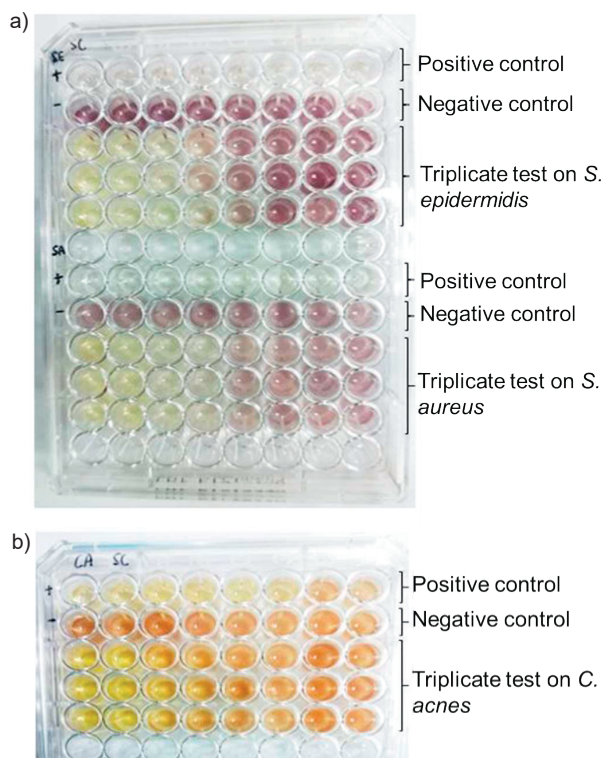 a)
SC
SE
+
Positive control
-
Negative control
Triplicate test on S.
epidermidis
SA
+
Positive control
-
Negative control
Triplicate test on S.
aureus
b)
CA SC
+
Positive control
-
Negative control
Triplicate test on C.
acnes